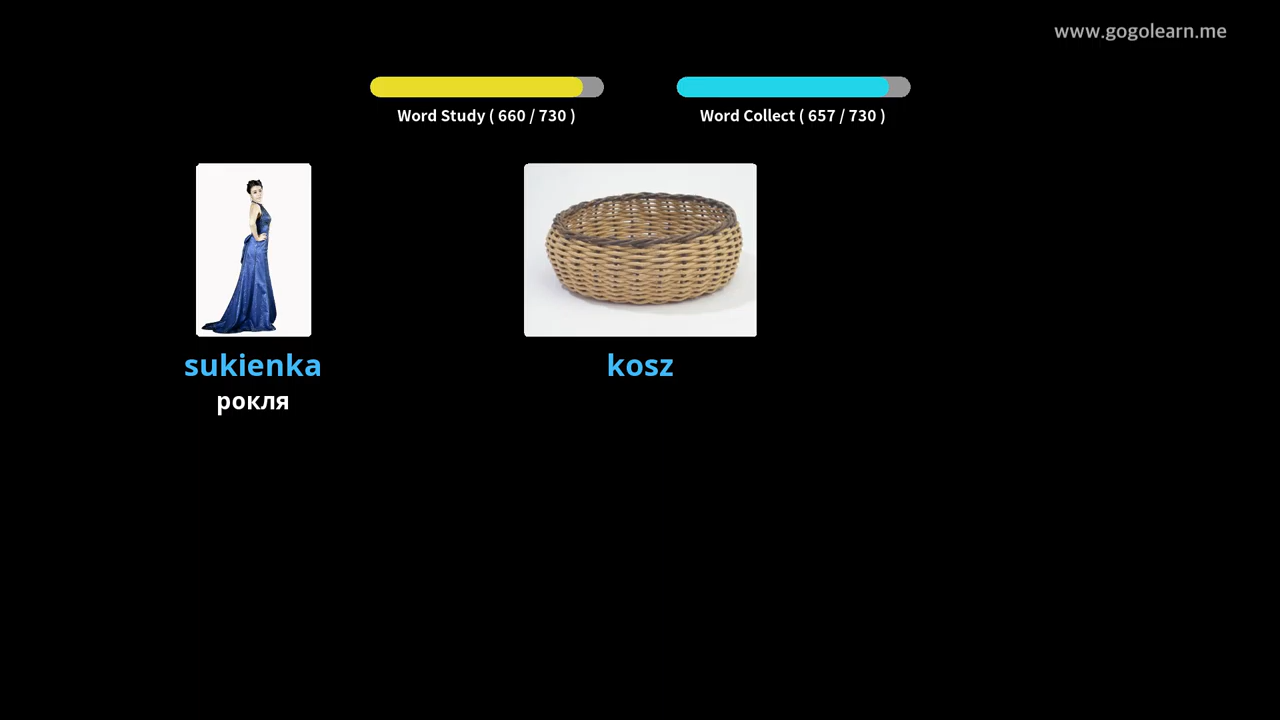 www.gogolearn.me
Word Study ( 660 / 730 )
Word Collect ( 657 / 730 )
sukienka
kosz
рокля